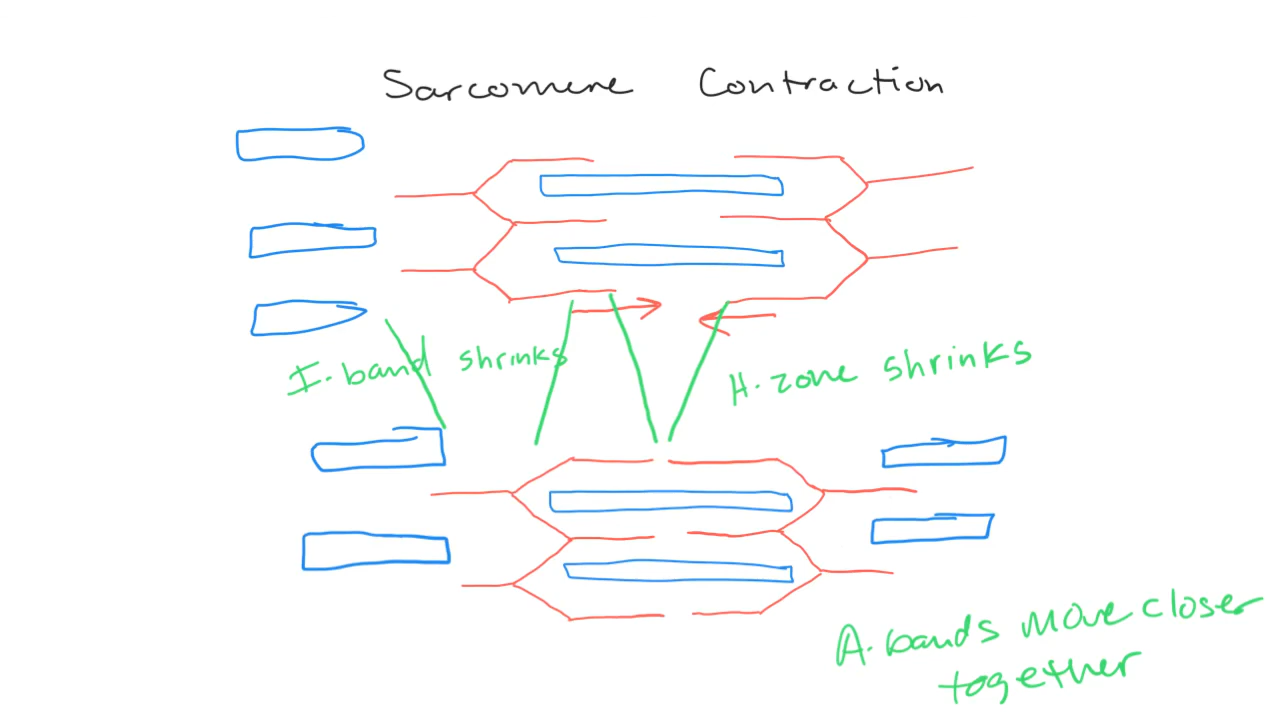 Sarcomere Contraction
I-band shrinks
H-zone shrinks
A-bands move closer
together